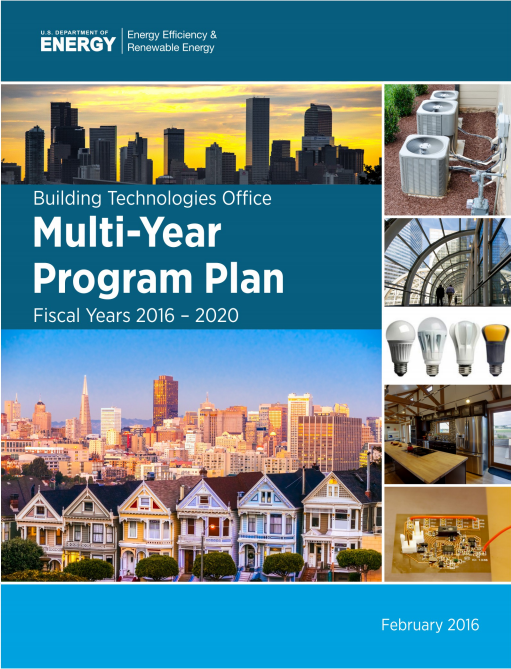 U.S. DEPARTMENT OF
ENERGY
Energy Efficiency &
Renewable Energy
Building Technologies Office
Multi-Year
Program Plan
Fiscal Years 2016 – 2020
February 2016